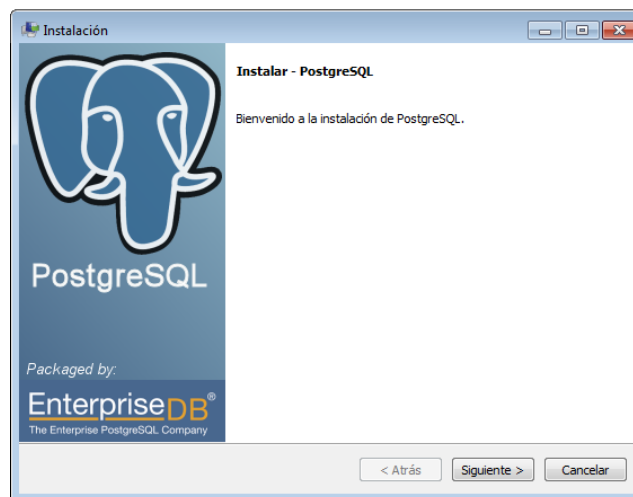 Instalación
Instalar - PostgreSQL
Bienvenido a la instalación de PostgreSQL.
PostgreSQL
Packaged by:
EnterpriseDB®
The Enterprise PostgreSQL Company
< Atrás
Siguiente >
Cancelar